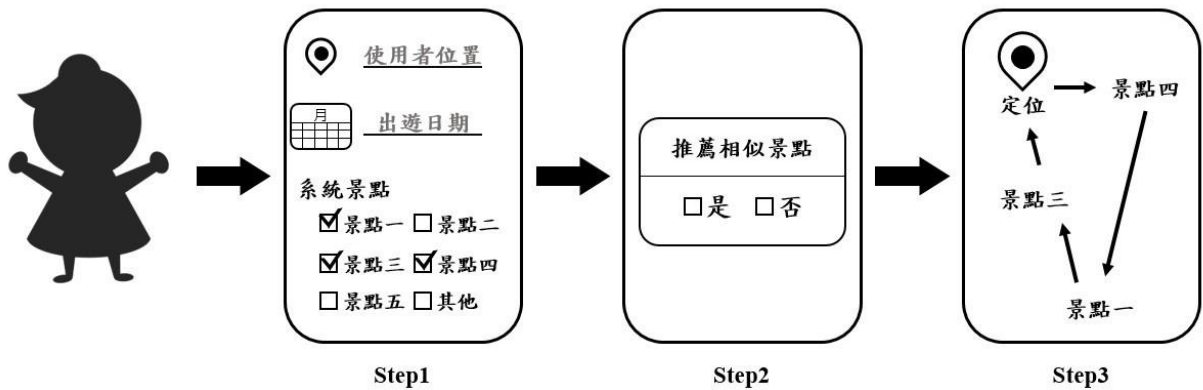 使用者位置
月
出遊日期
系統景點
景點一
景點二
景點三
景點四
景點五
其他
Step1
推薦相似景點
是
否
Step2
定位
景點四
景點三
景點一
Step3